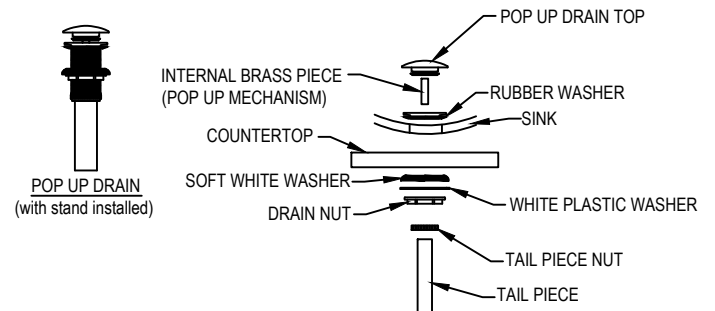 POP UP DRAIN TOP
INTERNAL BRASS PIECE
(POP UP MECHANISM)
RUBBER WASHER
SINK
COUNTERTOP
SOFT WHITE WASHER
WHITE PLASTIC WASHER
DRAIN NUT
TAIL PIECE NUT
TAIL PIECE
POP UP DRAIN
(with stand installed)